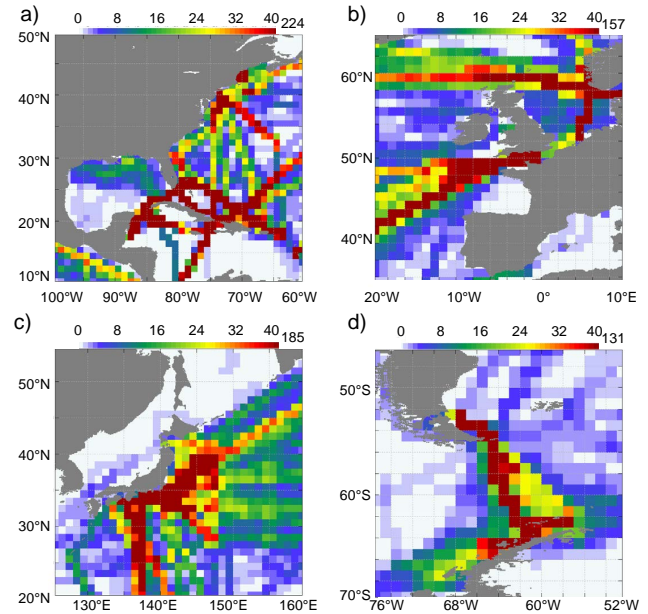 a)
0 8 16 24 32 40 224
50°N
40°N
30°N
20°N
10°N
100°W 90°W 80°W 70°W 60°W
b)
0 8 16 24 32 40 157
60°N
50°N
40°N
20°W 10°W 0° 10°E
c)
0 8 16 24 32 40 185
50°N
40°N
30°N
20°N
130°E 140°E 150°E 160°E
d)
0 8 16 24 32 40 131
50°S
60°S
70°S
76°W 68°W 60°W 52°W